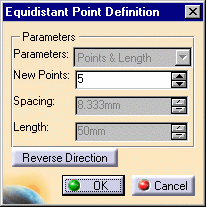 Equidistant Point Definition
Parameters
Parameters: Points & Length
New Points: 5
Spacing: 8.333mm
Length: 50mm
Reverse Direction
OK Cancel